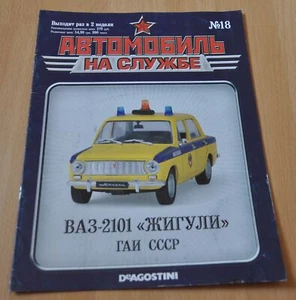 Выходит раз в 2 недели
№18
АВТОМОБИЛЬ
НА СЛУЖБЕ
ВАЗ-2101 «ЖИГУЛИ»
ГАИ СССР
DeAGOSTINI